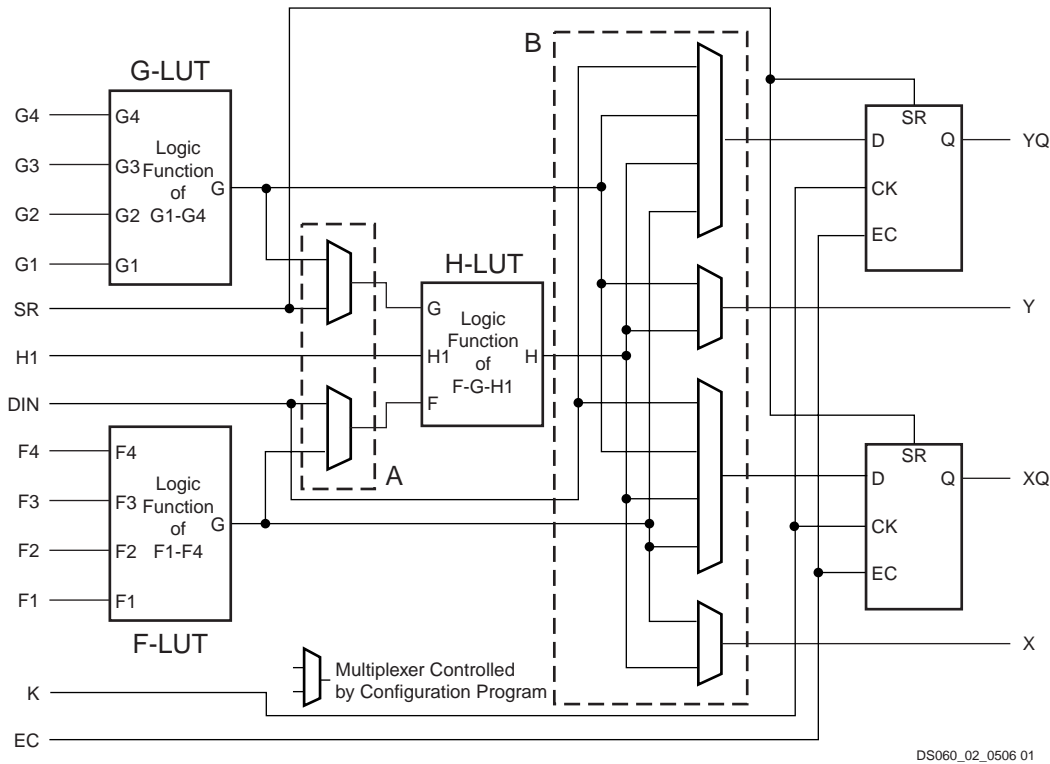 B
G-LUT
G4
G3
G2
G1
SR
H1
DIN
F4
F3
F2
F1
K
EC
G4
G3
G2
G1
Logic
Function
of
G1-G4
G
H-LUT
G
H1
F
Logic
Function
of
F-G-H1
H
A
F4
F3
F2
F1
Logic
Function
of
F1-F4
G
F-LUT
Multiplexer Controlled
by Configuration Program
SR
D
Q
CK
EC
YQ
Y
SR
D
Q
CK
EC
XQ
X
DS060_02_0506 01